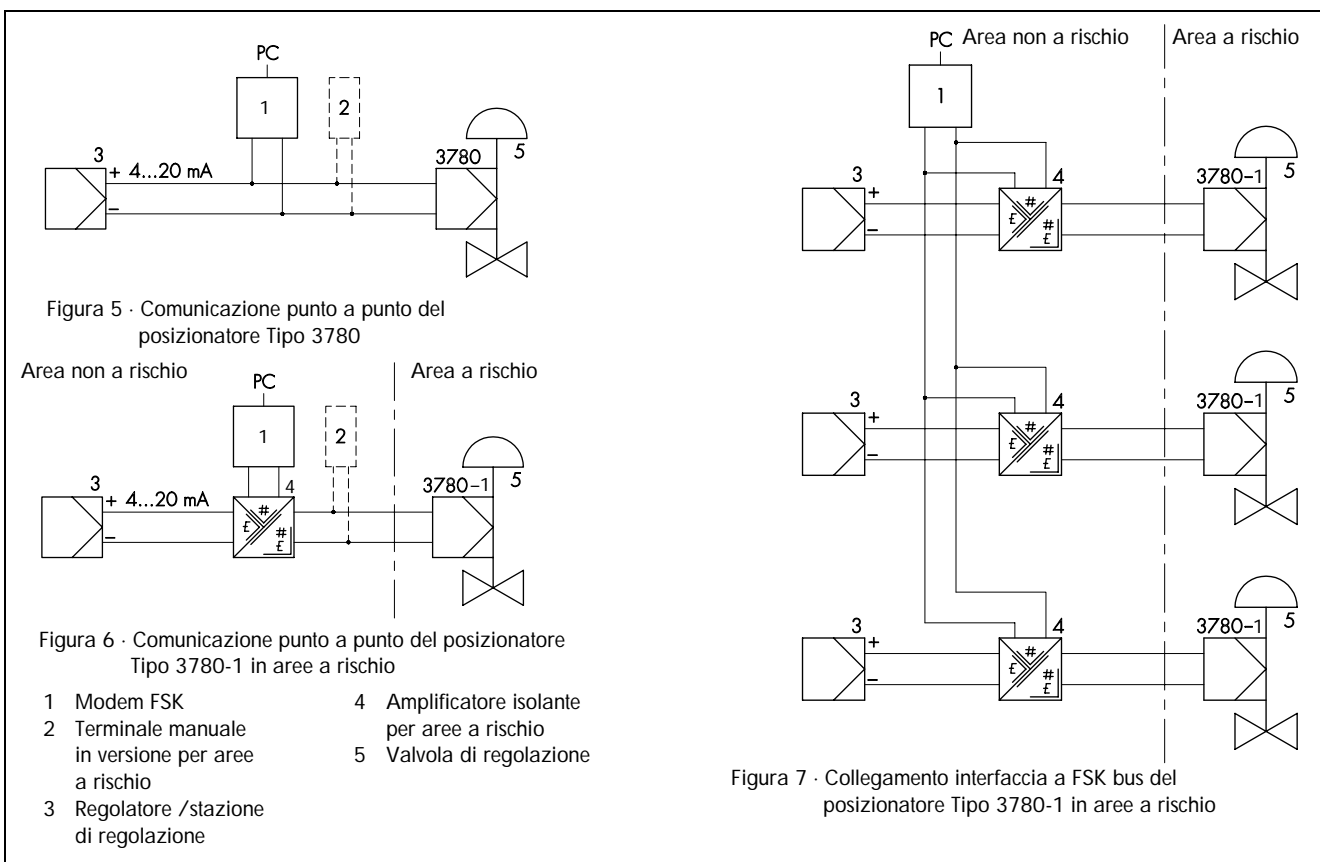 PC
1
2
3
+ 4...20 mA
–
3780
5
Figura 5 · Comunicazione punto a punto del
posizionatore Tipo 3780
Area non a rischio
Area a rischio
PC
1
2
3
+ 4...20 mA
–
4
#
£
#
£
3780–1
5
Figura 6 · Comunicazione punto a punto del posizionatore
Tipo 3780-1 in aree a rischio
1 Modem FSK
2 Terminale manuale
in versione per aree
a rischio
3 Regolatore /stazione
di regolazione
4 Amplificatore isolante
per aree a rischio
5 Valvola di regolazione
PC
Area non a rischio
Area a rischio
1
3
+
–
4
#
£
#
£
3780–1
5
3
+
–
4
#
£
#
£
3780–1
5
3
+
–
4
#
£
#
£
3780–1
5
Figura 7 · Collegamento interfaccia a FSK bus del
posizionatore Tipo 3780-1 in aree a rischio